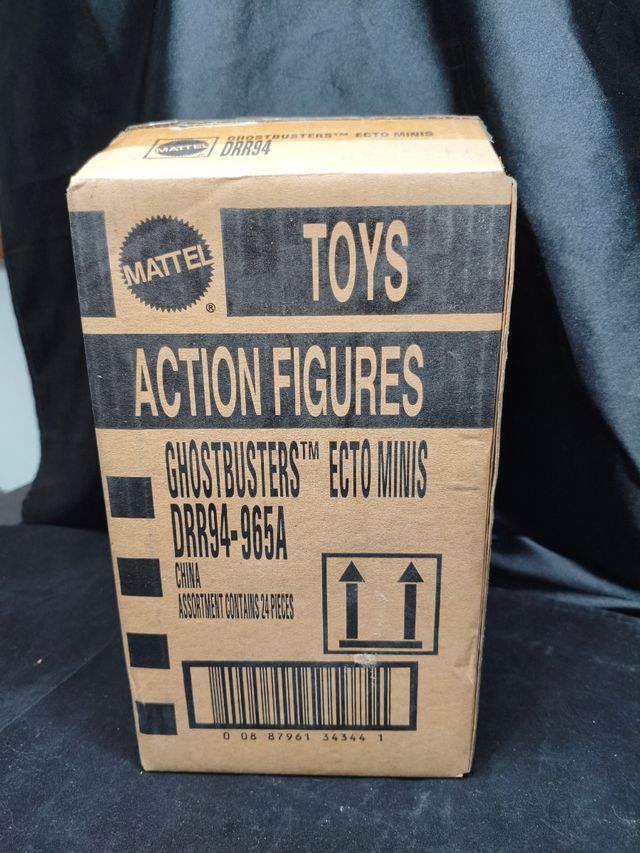 GHOSTBUSTERS™ ECTO MINIS
MATTEL DRR94
MATTEL®
TOYS
ACTION FIGURES
GHOSTBUSTERS™ ECTO MINIS
DRR94-965A
CHINA
ASSORTMENT CONTAINS 24 PIECES
0 08 87961 34344 1